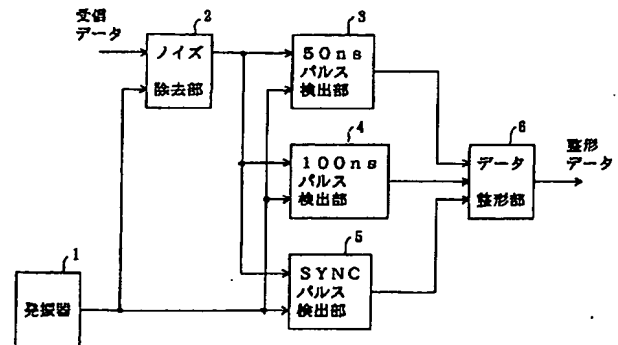 受信
データ
2
ノイズ
除去部
3
50ns
パルス
検出部
4
100ns
パルス
検出部
5
SYNC
パルス
検出部
6
データ
整形部
整形
データ
1
発振器